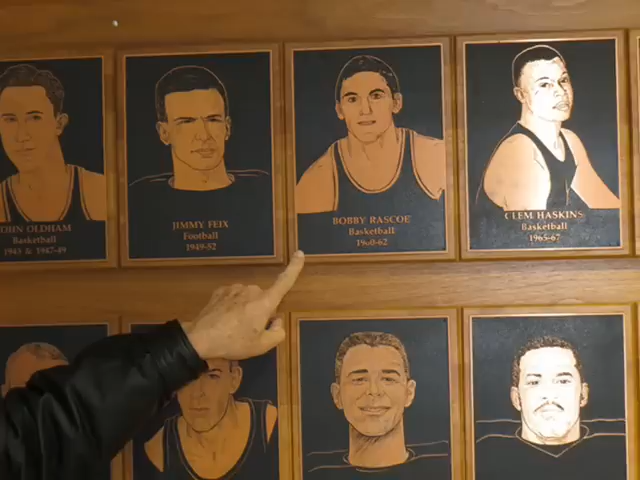 JOHN OLDHAM
Basketball
1943 & 1947-49
JIMMY FEIX
Football
1949-52
BOBBY RASCOE
Basketball
1960-62
CLEM HASKINS
Basketball
1965-67